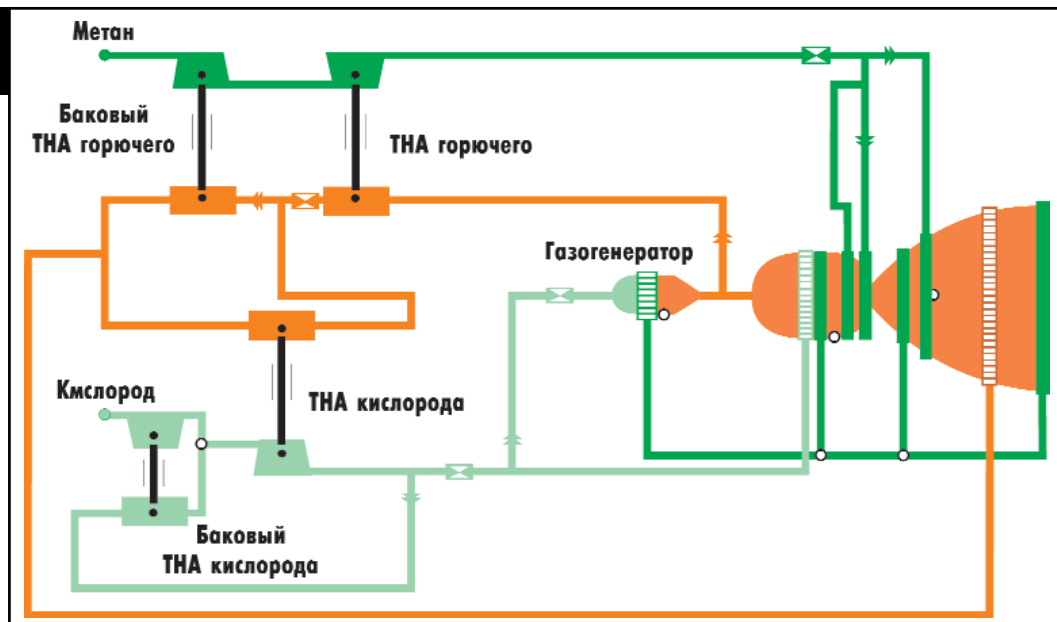 Метан
Баковый
ТНА горючего
ТНА горючего
Газогенератор
ТНА кислорода
Кмслород
Баковый
ТНА кислорода